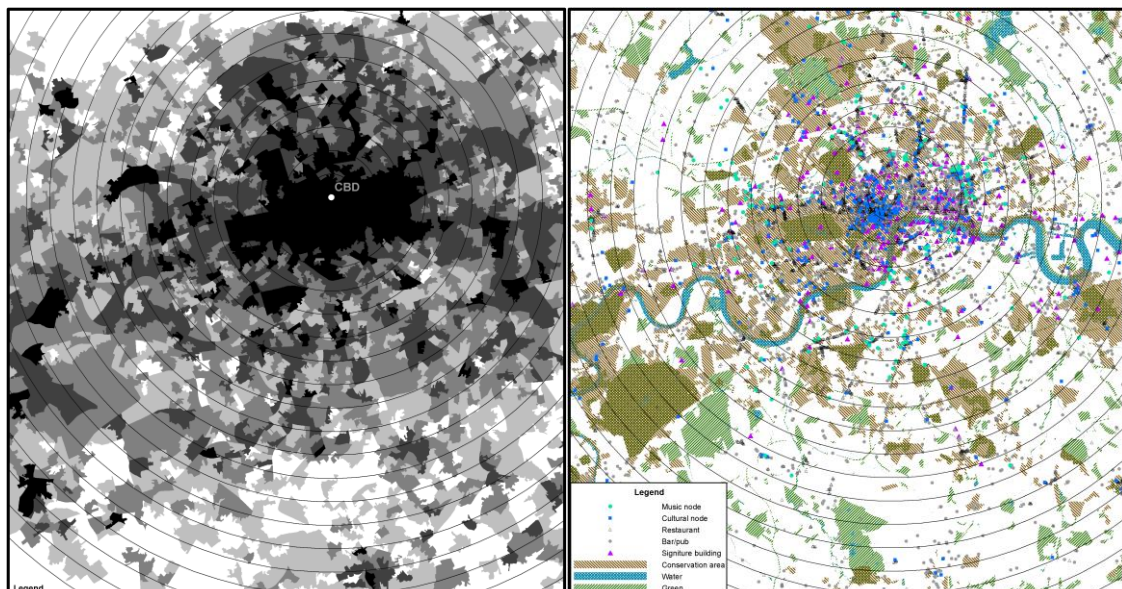 CBD
Legend
Legend
Music node
Cultural node
Restaurant
Bar/pub
Signiture building
Conservation area
Water
Green